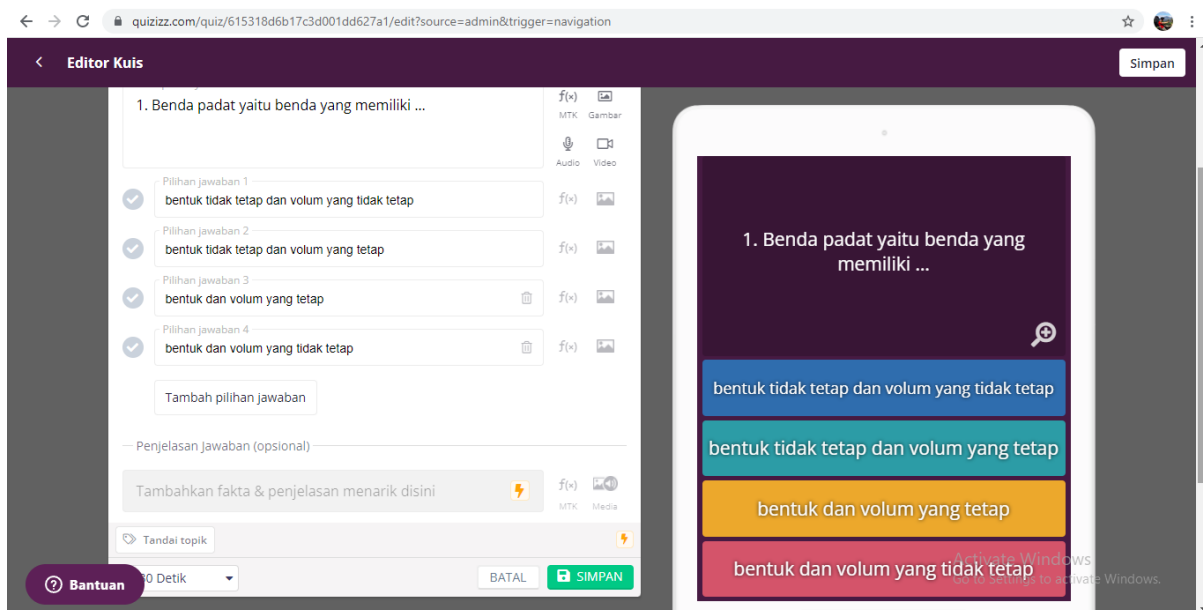 quizizz.com/quiz/615318d6b17c3d001dd627a1/edit?source=admin&trigger=navigation
Editor Kuis
Simpan
1. Benda padat yaitu benda yang memiliki ...
f(x)
MTK Gambar
Audio Video
Pilihan jawaban 1
bentuk tidak tetap dan volum yang tidak tetap
f(x)
Pilihan jawaban 2
bentuk tidak tetap dan volum yang tetap
f(x)
Pilihan jawaban 3
bentuk dan volum yang tetap
f(x)
Pilihan jawaban 4
bentuk dan volum yang tidak tetap
f(x)
Tambah pilihan jawaban
Penjelasan Jawaban (opsional)
Tambahkan fakta & penjelasan menarik disini
f(x)
MTK Media
Tandai topik
Bantuan
Detik
BATAL
SIMPAN
1. Benda padat yaitu benda yang
memiliki ...
bentuk tidak tetap dan volum yang tidak tetap
bentuk tidak tetap dan volum yang tetap
bentuk dan volum yang tetap
bentuk dan volum yang tidak tetap
Activate Windows
Go to Settings to activate Windows.